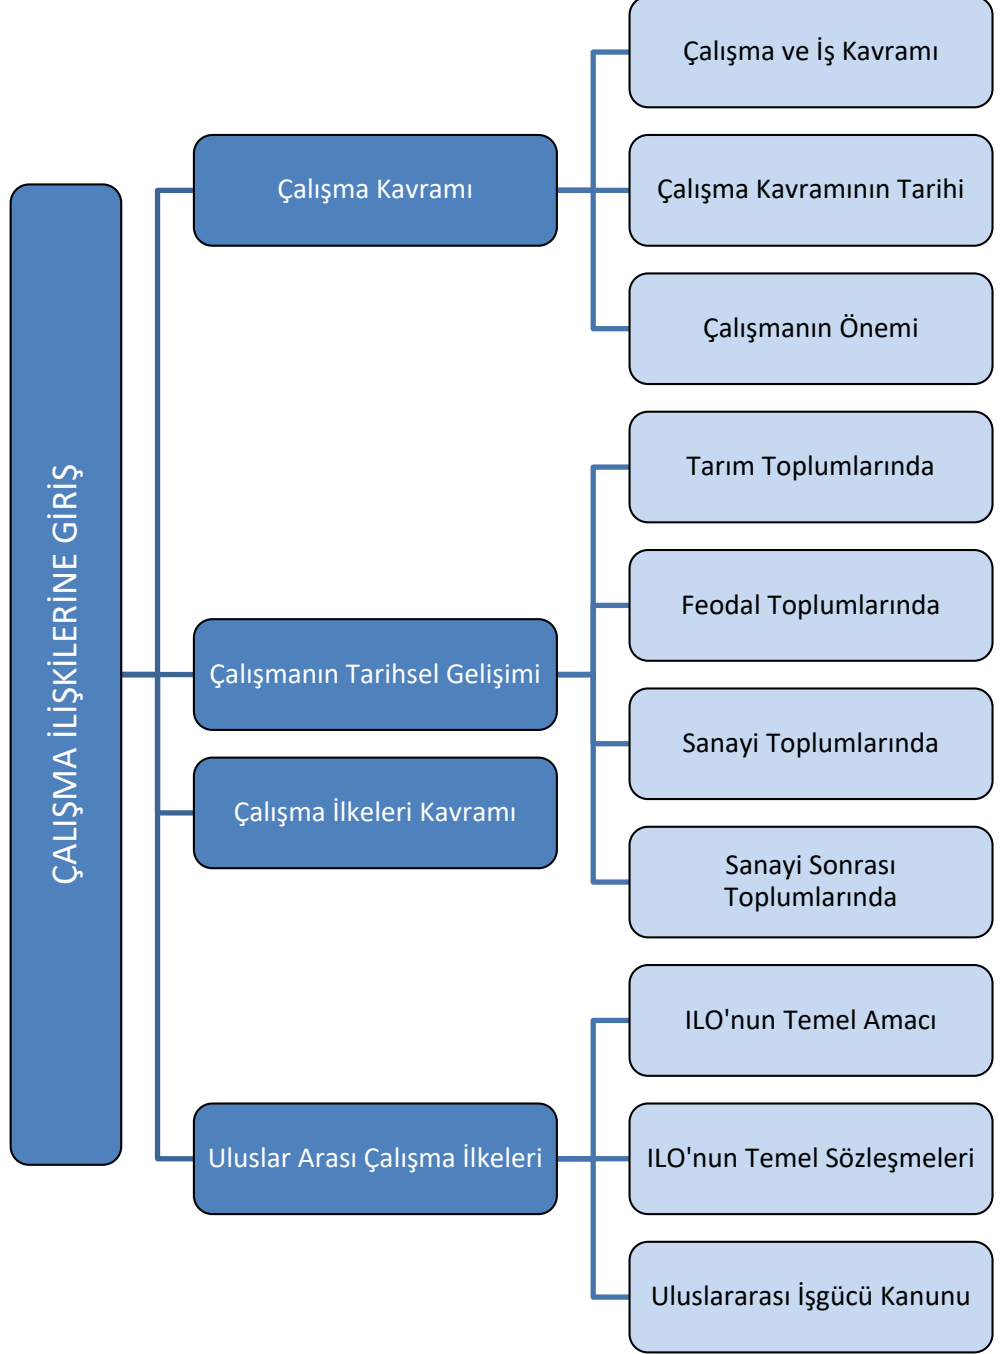 ÇALIŞMA İLİŞKİLERİNE GİRİŞ
Çalışma Kavramı
Çalışma ve İş Kavramı
Çalışma Kavramının Tarihi
Çalışmanın Önemi
Çalışmanın Tarihsel Gelişimi
Tarım Toplumlarında
Feodal Toplumlarında
Sanayi Toplumlarında
Sanayi Sonrası
Toplumlarında
Çalışma İlkeleri Kavramı
Uluslar Arası Çalışma İlkeleri
ILO'nun Temel Amacı
ILO'nun Temel Sözleşmeleri
Uluslararası İşgücü Kanunu